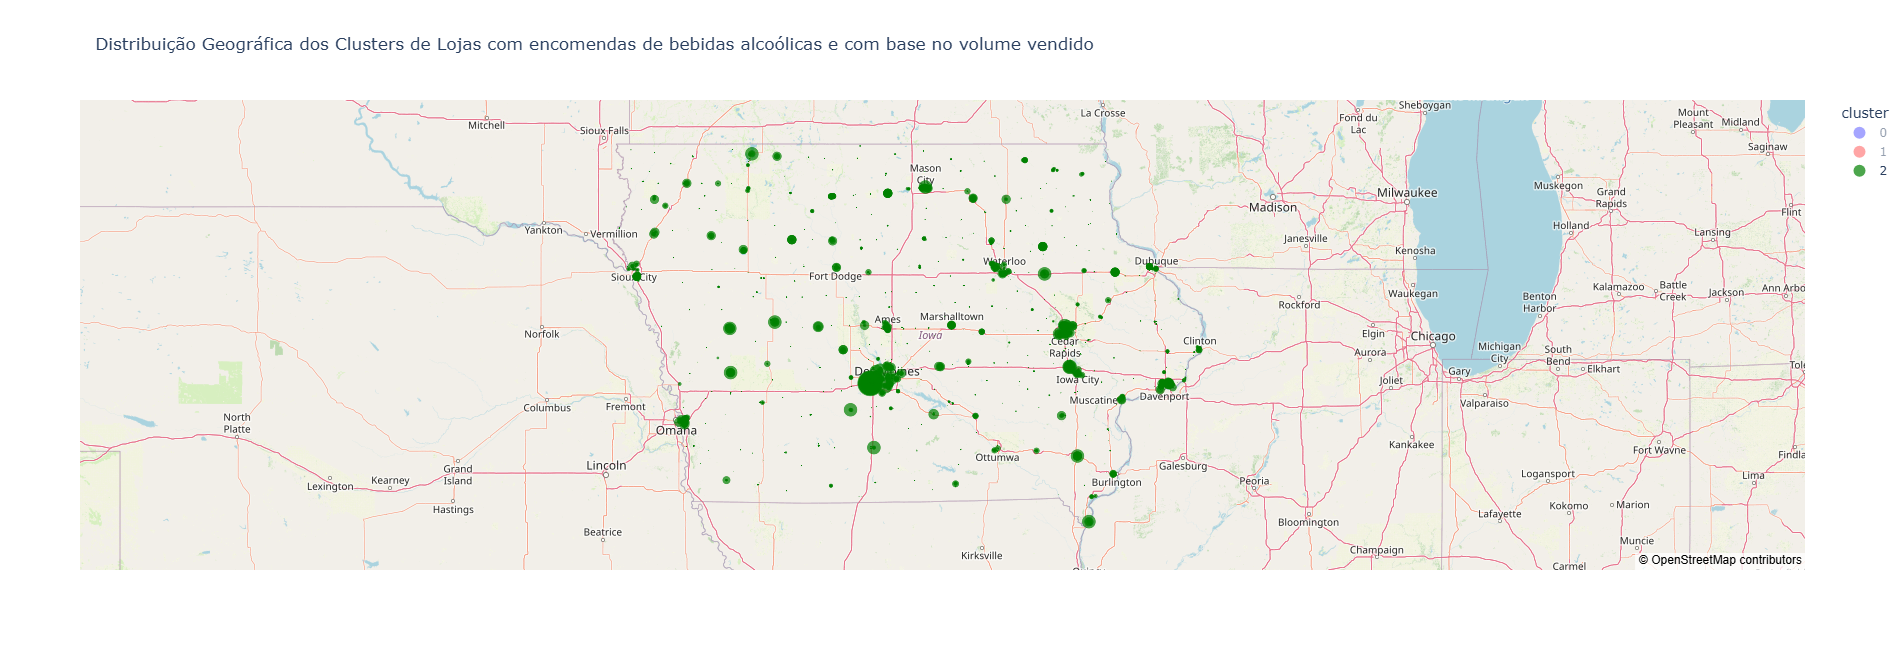 Distribuição Geográfica dos Clusters de Lojas com encomendas de bebidas alcoólicas e com base no volume vendido
cluster
0
1
2
Sheboygan
La Crosse
Fond du
Lac
Mount
Pleasant
Midland
Saginaw
Mitchell
Sioux Falls
Mason
City
Milwaukee
Muskegon
Grand
Rapids
Madison
Flint
Holland
Lansing
Yankton
Vermillion
Janesville
Kenosha
Sioux City
Fort Dodge
Waterloo
Dubuque
Waukegan
Kalamazoo
Battle
Creek
Jackson
Ann Arbo
Rockford
Benton
Harbor
Norfolk
Ames
Marshalltown
Iowa
Cedar
Rapids
Clinton
Elgin
Chicago
Aurora
Michigan
City
South
Bend
Elkhart
Gary
Joliet
Iowa City
Davenport
Muscatine
Valparaiso
Columbus
Fremont
North
Platte
Omaha
Kankakee
Fort Wayne
Ottumwa
Galesburg
Lincoln
Grand
Island
Lexington
Kearney
Hastings
Burlington
Peoria
Logansport
Lima
Marion
Kokomo
Lafayette
Bloomington
Beatrice
Kirksville
Champaign
Muncie
Carmel
© OpenStreetMap contributors